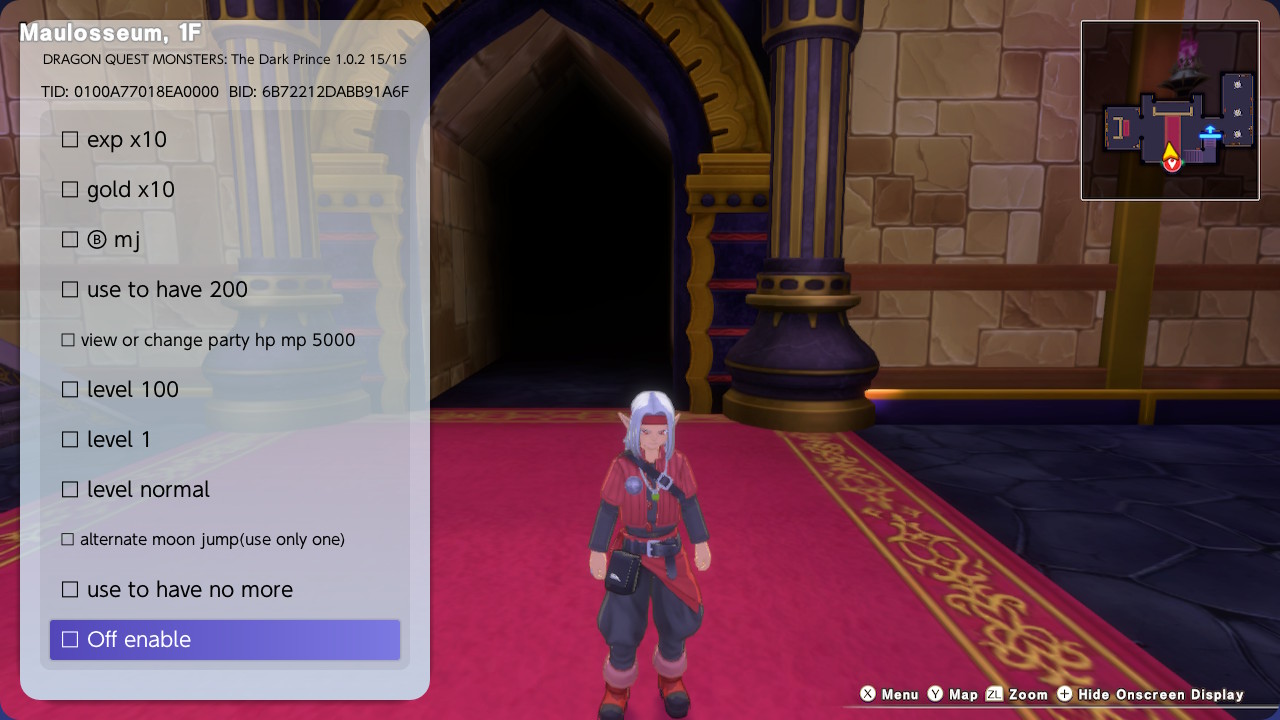 Maulosseum, 1F
DRAGON QUEST MONSTERS: The Dark Prince 1.0.2 15/15
TID: 0100A77018EA0000 BID: 6B72212DABB91A6F
□ exp x10
□ gold x10
□ Ⓑ mj
□ use to have 200
□ view or change party hp mp 5000
□ level 100
□ level 1
□ level normal
□ alternate moon jump(use only one)
□ use to have no more
□ Off enable
X Menu Y Map ZL Zoom + Hide Onscreen Display